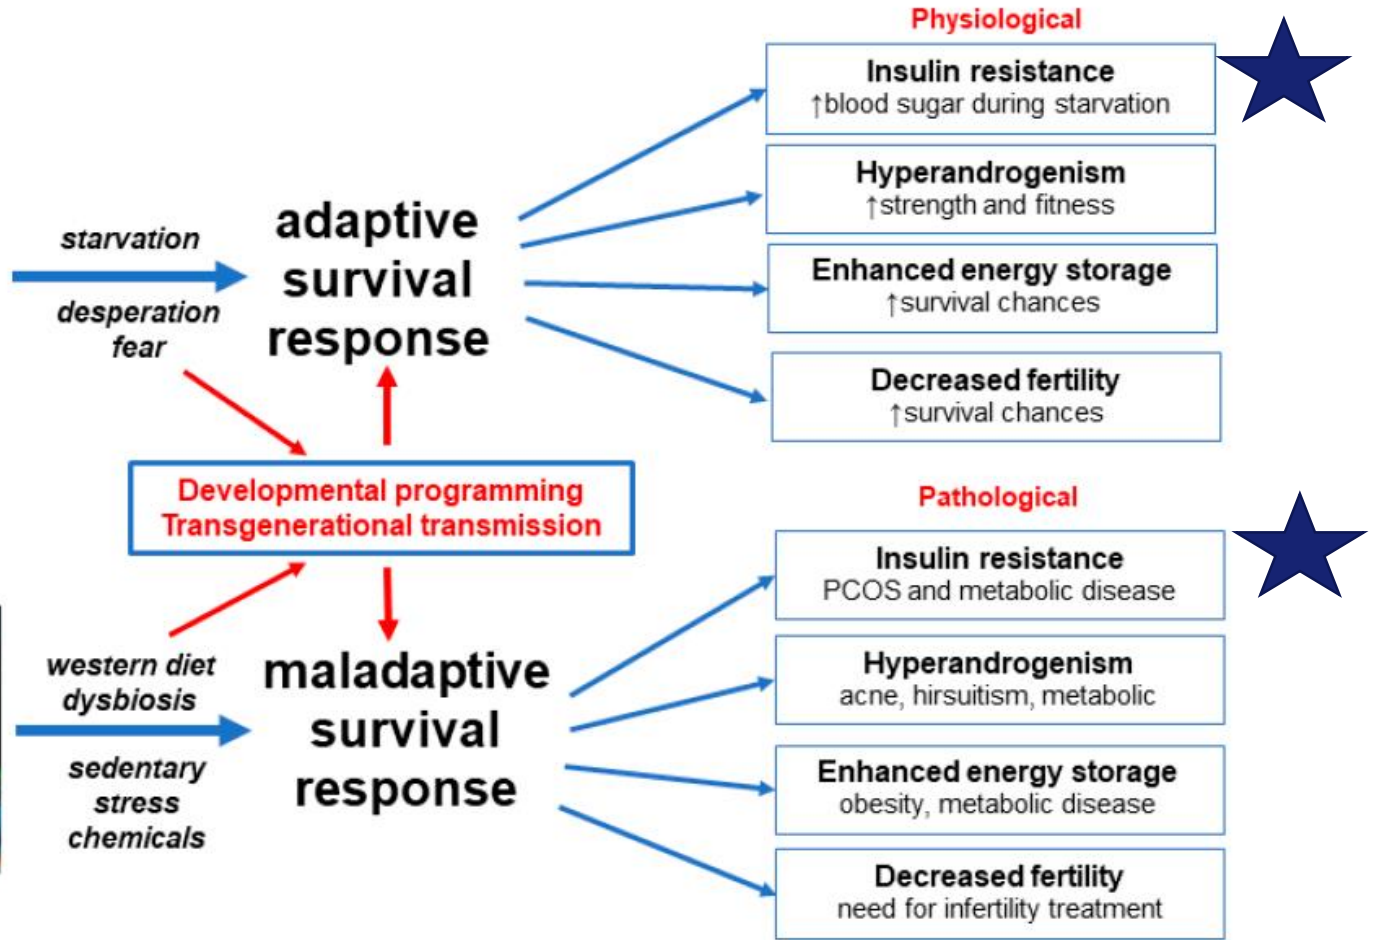 Physiological
Insulin resistance
↑blood sugar during starvation
Hyperandrogenism
↑strength and fitness
Enhanced energy storage
↑survival chances
Decreased fertility
↑survival chances
starvation
desperation
fear
adaptive
survival
response
Developmental programming
Transgenerational transmission
western diet
dysbiosis
sedentary
stress
chemicals
maladaptive
survival
response
Pathological
Insulin resistance
PCOS and metabolic disease
Hyperandrogenism
acne, hirsuitism, metabolic
Enhanced energy storage
obesity, metabolic disease
Decreased fertility
need for infertility treatment